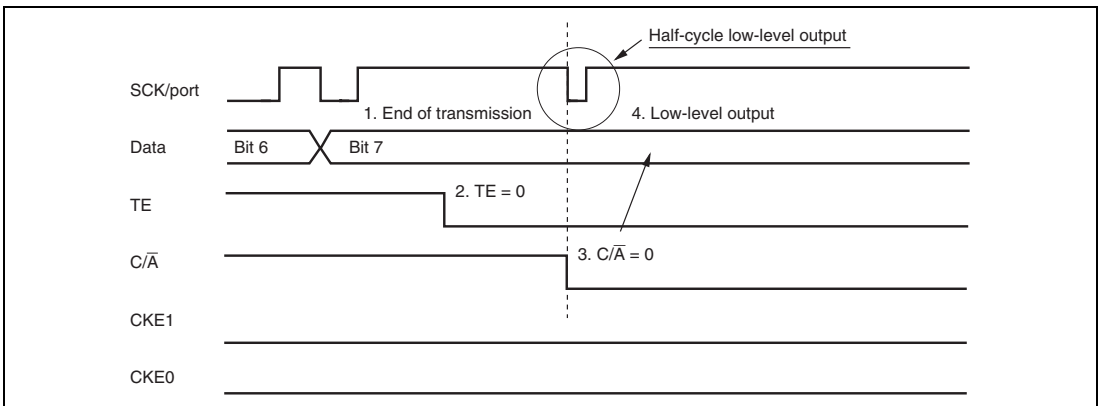 Half-cycle low-level output
SCK/port
1. End of transmission
4. Low-level output
Data
Bit 6
Bit 7
TE
2. TE = 0
C/A̅
3. C/A̅ = 0
CKE1
CKE0